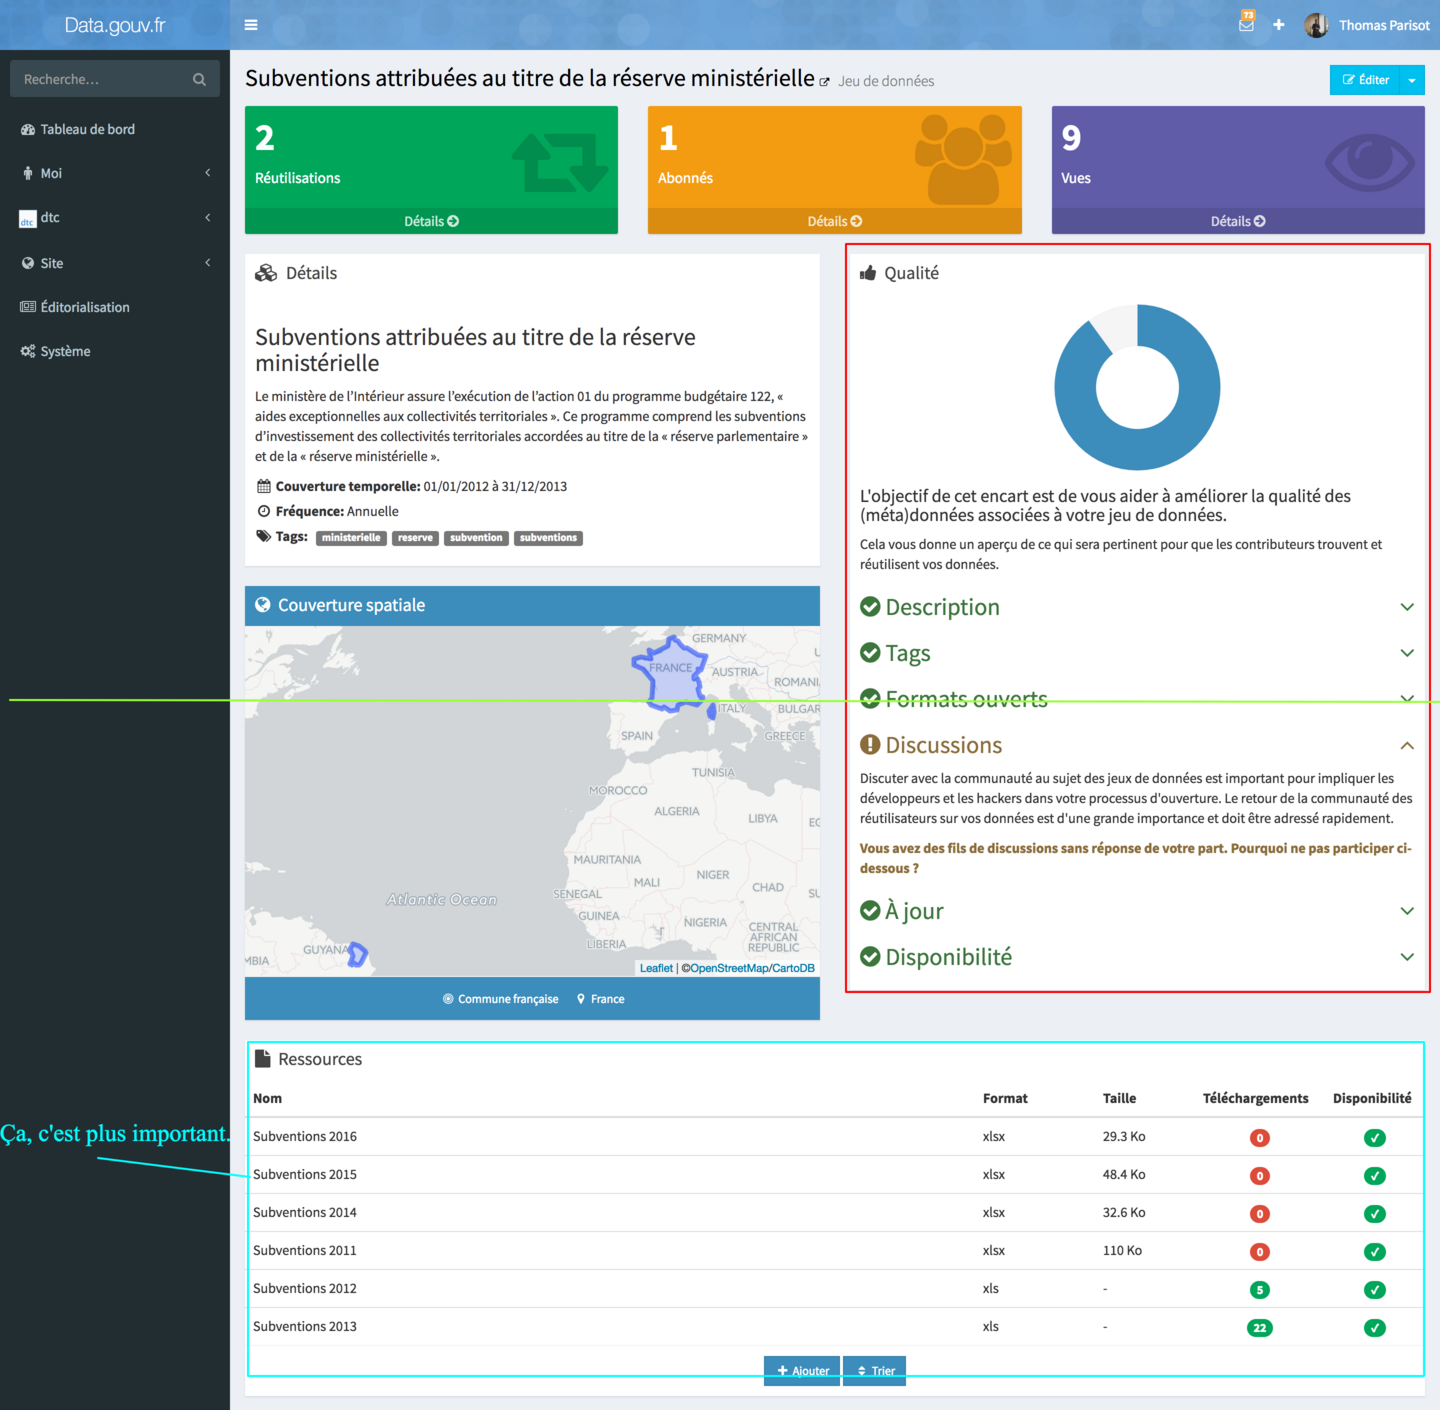 Data.gouv.fr
73
Thomas Parisot
Recherche...
Tableau de bord
Moi
dtc
dtc
Site
Éditorialisation
Système
Subventions attribuées au titre de la réserve ministérielle Jeu de données
Éditer
2
Réutilisations
Détails
1
Abonnés
Détails
9
Vues
Détails
Détails
Subventions attribuées au titre de la réserve
ministérielle
Le ministère de l'Intérieur assure l'exécution de l'action 01 du programme budgétaire 122, «
aides exceptionnelles aux collectivités territoriales ». Ce programme comprend les subventions
d'investissement des collectivités territoriales accordées au titre de la « réserve parlementaire »
et de la « réserve ministérielle ».
Couverture temporelle: 01/01/2012 à 31/12/2013
Fréquence: Annuelle
Tags: ministerielle reserve subvention subventions
Couverture spatiale
GERMANY
FRANCE
AUSTRIA
ROMANI
ITALY
BULGAR
SPAIN
GREECE
TUNISIA
MOROCCO
ALGERIA
LIBYA
EG
MAURITANIA
MALI
NIGER
CHAD
SU
SENEGAL
Atlantic Ocean
GUINEA
NIGERIA
CENTRAL
AFRICAN
REPUBLIC
LIBERIA
GUYANA
MBIA
Leaflet | ©OpenStreetMap/CartoDB
Commune française France
Qualité
L'objectif de cet encart est de vous aider à améliorer la qualité des
(méta)données associées à votre jeu de données.
Cela vous donne un aperçu de ce qui sera pertinent pour que les contributeurs trouvent et
réutilisent vos données.
Description
Tags
Formats ouverts
Discussions
Discuter avec la communauté au sujet des jeux de données est important pour impliquer les
développeurs et les hackers dans votre processus d'ouverture. Le retour de la communauté des
réutilisateurs sur vos données est d'une grande importance et doit être adressé rapidement.
Vous avez des fils de discussions sans réponse de votre part. Pourquoi ne pas participer ci-
dessous ?
À jour
Disponibilité
Ça, c'est plus important.
Ressources
Nom Format Taille Téléchargements Disponibilité
Subventions 2016 xlsx 29.3 Ko 0
Subventions 2015 xlsx 48.4 Ko 0
Subventions 2014 xlsx 32.6 Ko 0
Subventions 2011 xlsx 110 Ko 0
Subventions 2012 xls - 5
Subventions 2013 xls - 22
Ajouter Trier